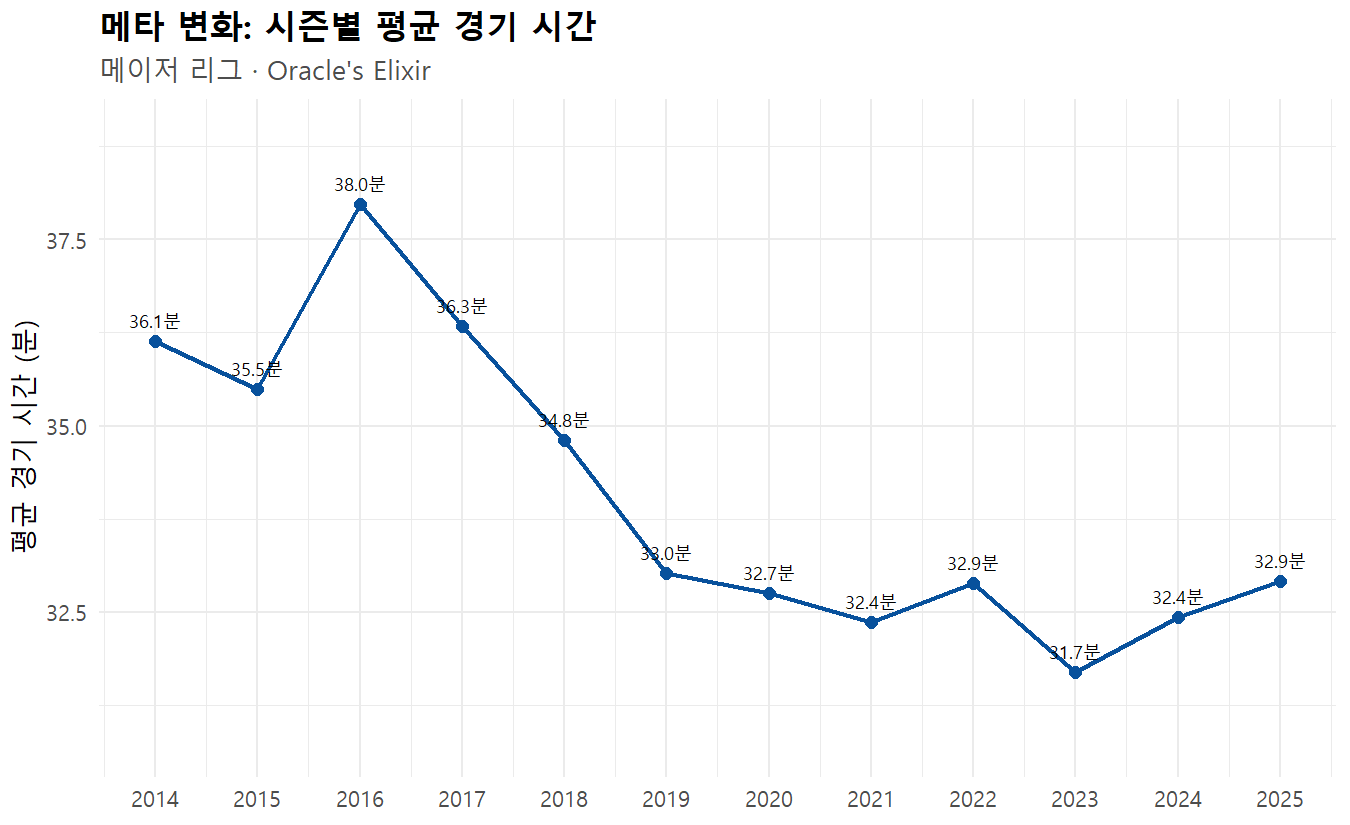 메타 변화: 시즌별 평균 경기 시간
메이저 리그 · Oracle's Elixir
평균 경기 시간 (분)
37.5
35.0
32.5
36.1분
35.5분
38.0분
36.3분
34.8분
33.0분
32.7분
32.4분
32.9분
31.7분
32.4분
32.9분
2014 2015 2016 2017 2018 2019 2020 2021 2022 2023 2024 2025